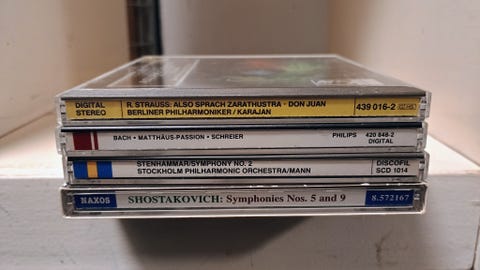 DIGITAL
STEREO
R. STRAUSS: ALSO SPRACH ZARATHUSTRA · DON JUAN
BERLINER PHILHARMONIKER / KARAJAN
439 016-2
BACH · MATTHÄUS-PASSION · SCHREIER
PHILIPS 420 848-2
DIGITAL
STENHAMMAR/SYMPHONY NO. 2
STOCKHOLM PHILHARMONIC ORCHESTRA/MANN
DISCOFIL
SCD 1014
NAXOS
SHOSTAKOVICH: Symphonies Nos. 5 and 9
8.572167